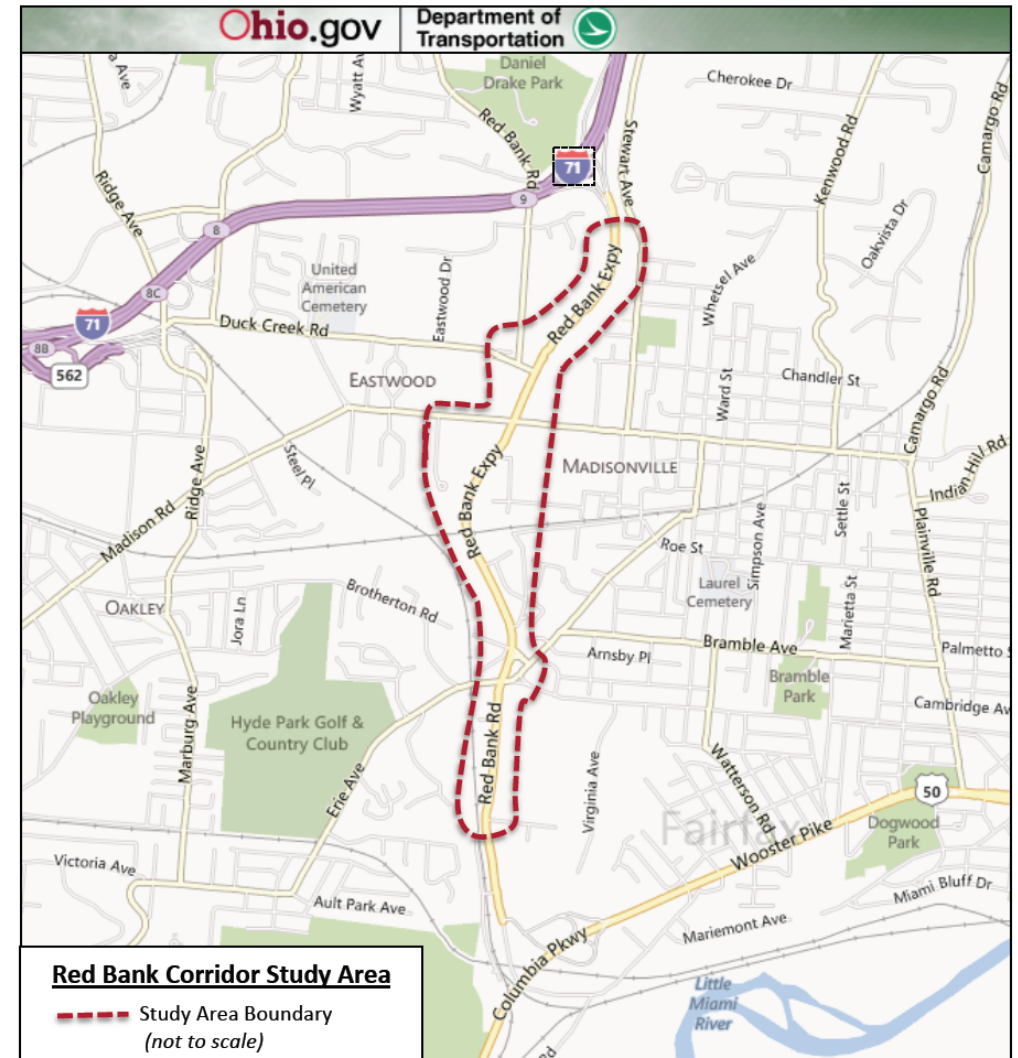 Ohio.gov
Department of
Transportation
Daniel
Drake Park
Wyatt Av
a Ave
Cherokee Dr
Camargo Rd
Red Bank Rd
Stewart Ave
Kenwood Rd
71
Ridge Ave
9
8
Oakvista Dr
United
American
Cemetery
Eastwood Dr
Red Bank Expy
Whetsel Ave
8C
71
Duck Creek Rd
8B
562
EASTWOOD
Chandler St
Ward St
Camargo Rd
Steel Pl
Ridge Ave
Red Bank Expy
MADISONVILLE
Indian Hill Rd
Madison Rd
Settle St
Plainville Rd
Simpson Ave
Roe St
Laurel
Cemetery
Marietta St
Brotherton Rd
OAKLEY
Jora Ln
Bramble Ave
Arnsby Pl
Palmetto S
Bramble
Park
Oakley
Playground
Marburg Ave
Hyde Park Golf &
Country Club
Cambridge Av
Red Bank Rd
Erie Ave
Virginia Ave
Watterson Rd
50
Fairfax
Wooster Pike
Dogwood
Park
Victoria Ave
Miami Bluff Dr
Ault Park Ave
Mariemont Ave
Columbia Pkwy
Little
Miami
River
Rd
Red Bank Corridor Study Area
Study Area Boundary
(not to scale)